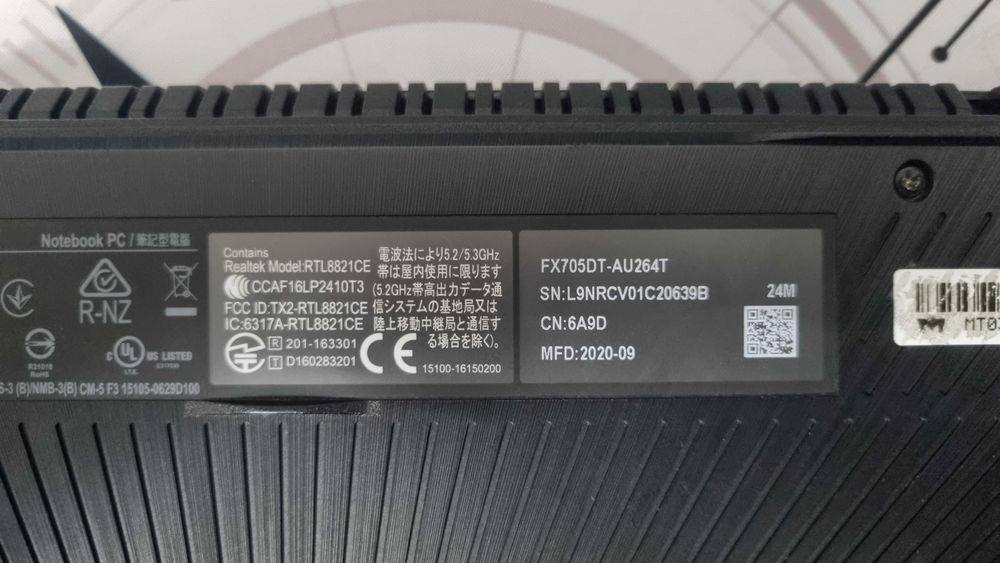 Notebook PC / 筆記型電腦
R-NZ
R31018
RoHS
c UL US LISTED
I.T.E.
S-3 (B)/NMB-3(B) CM-5 F3 15105-0629D100
Contains
Realtek Model:RTL8821CE
CCAF16LP2410T3
FCC ID:TX2-RTL8821CE
IC:6317A-RTL8821CE
R 201-163301
T D160283201
CE
電波法により5.2/5.3GHz
帯は屋内使用に限ります
(5.2GHz帯高出力データ通
信システムの基地局又は
陸上移動中継局と通信す
る場合を除く)。
15100-16150200
FX705DT-AU264T
SN:L9NRCV01C20639B
24M
CN:6A9D
MFD:2020-09